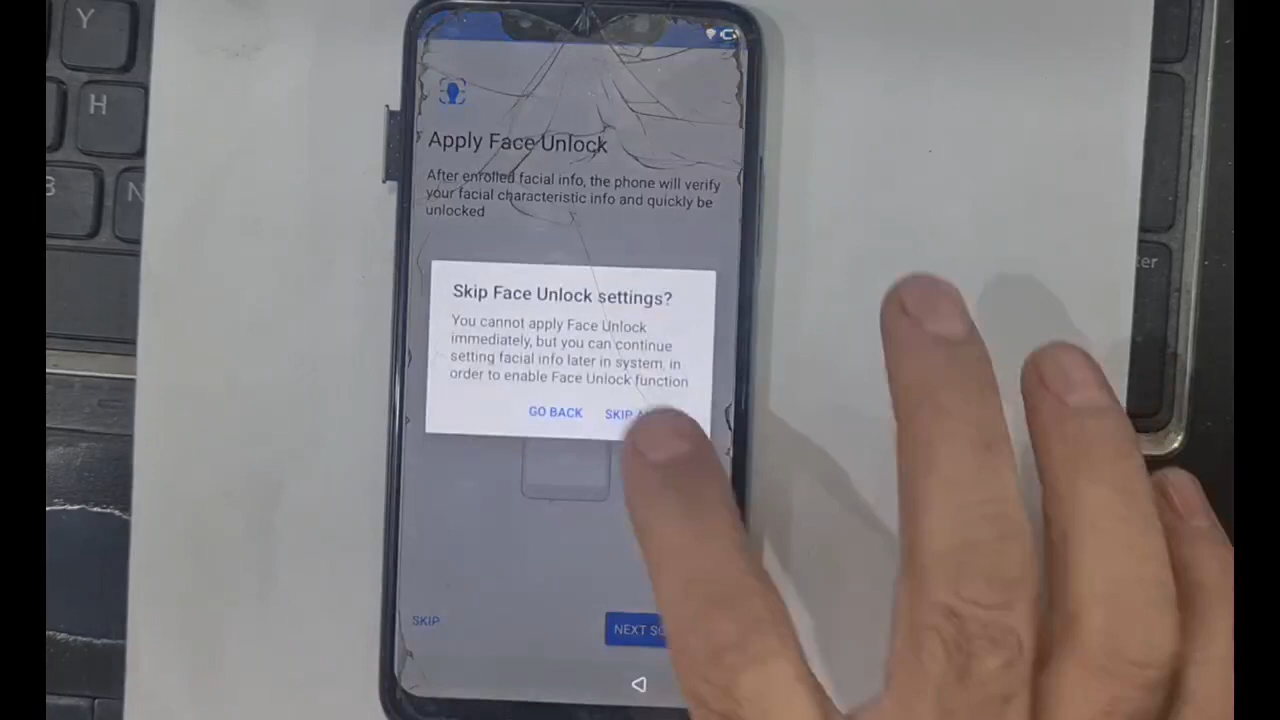 Y
H
B
N
Apply Face Unlock
After enrolled facial info, the phone will verify
your facial characteristic info and quickly be
unlocked
Skip Face Unlock settings?
You cannot apply Face Unlock
immediately, but you can continue
setting facial info later in system, in
order to enable Face Unlock function
GO BACK SKIP
SKIP
NEXT